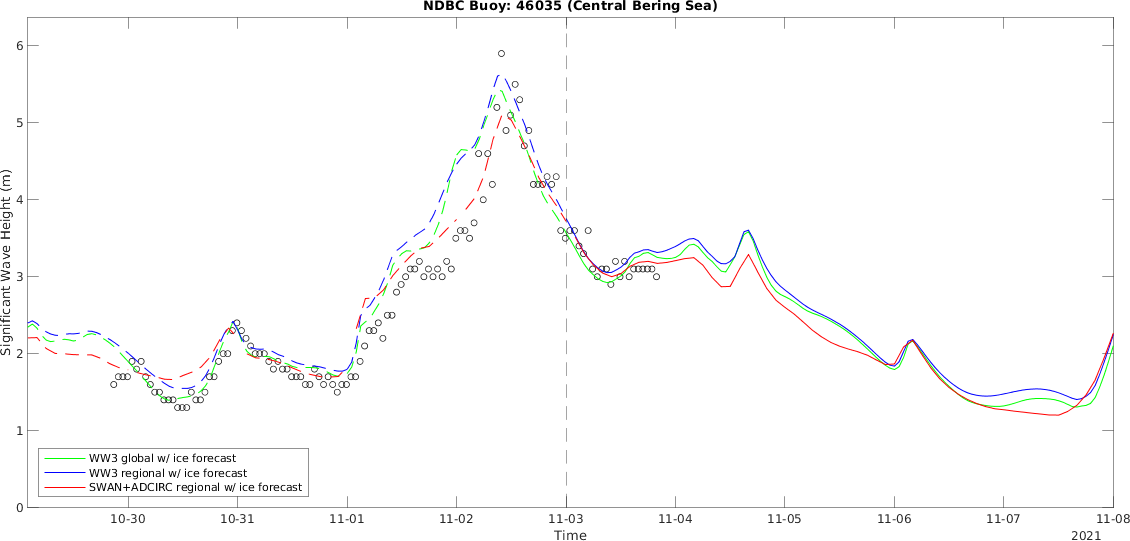 NDBC Buoy: 46035 (Central Bering Sea)
Significant Wave Height (m)
6
5
4
3
2
1
0
WW3 global w/ ice forecast
WW3 regional w/ ice forecast
SWAN+ADCIRC regional w/ ice forecast
10-30 10-31 11-01 11-02 11-03 11-04 11-05 11-06 11-07 11-08
Time
2021